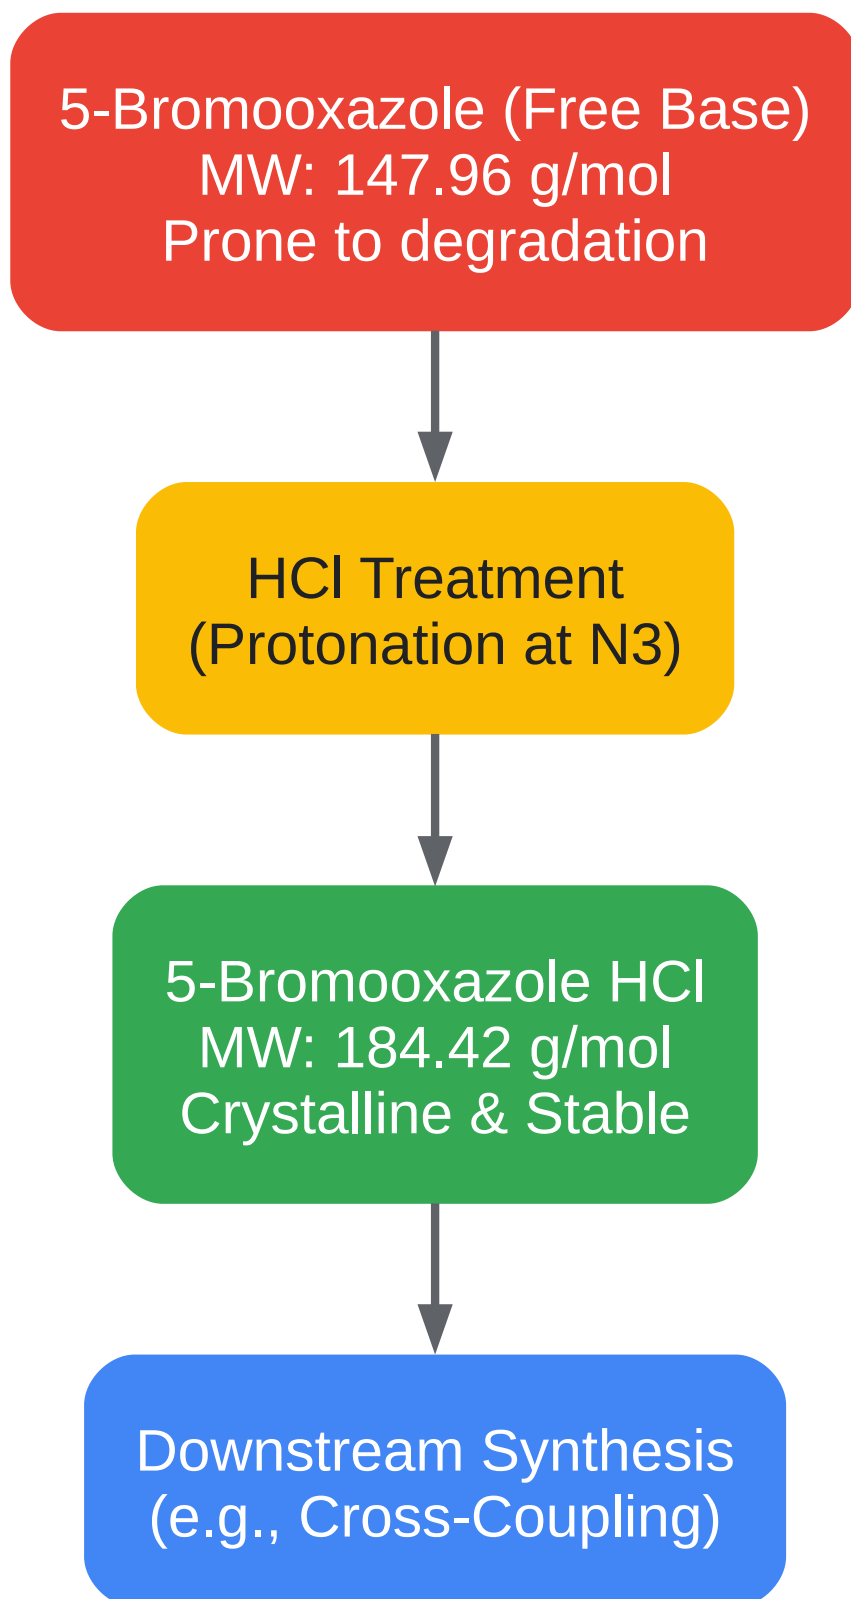 5-Bromooxazole (Free Base)
MW: 147.96 g/mol
Prone to degradation
HCl Treatment
(Protonation at N3)
5-Bromooxazole HCl
MW: 184.42 g/mol
Crystalline & Stable
Downstream Synthesis
(e.g., Cross-Coupling)